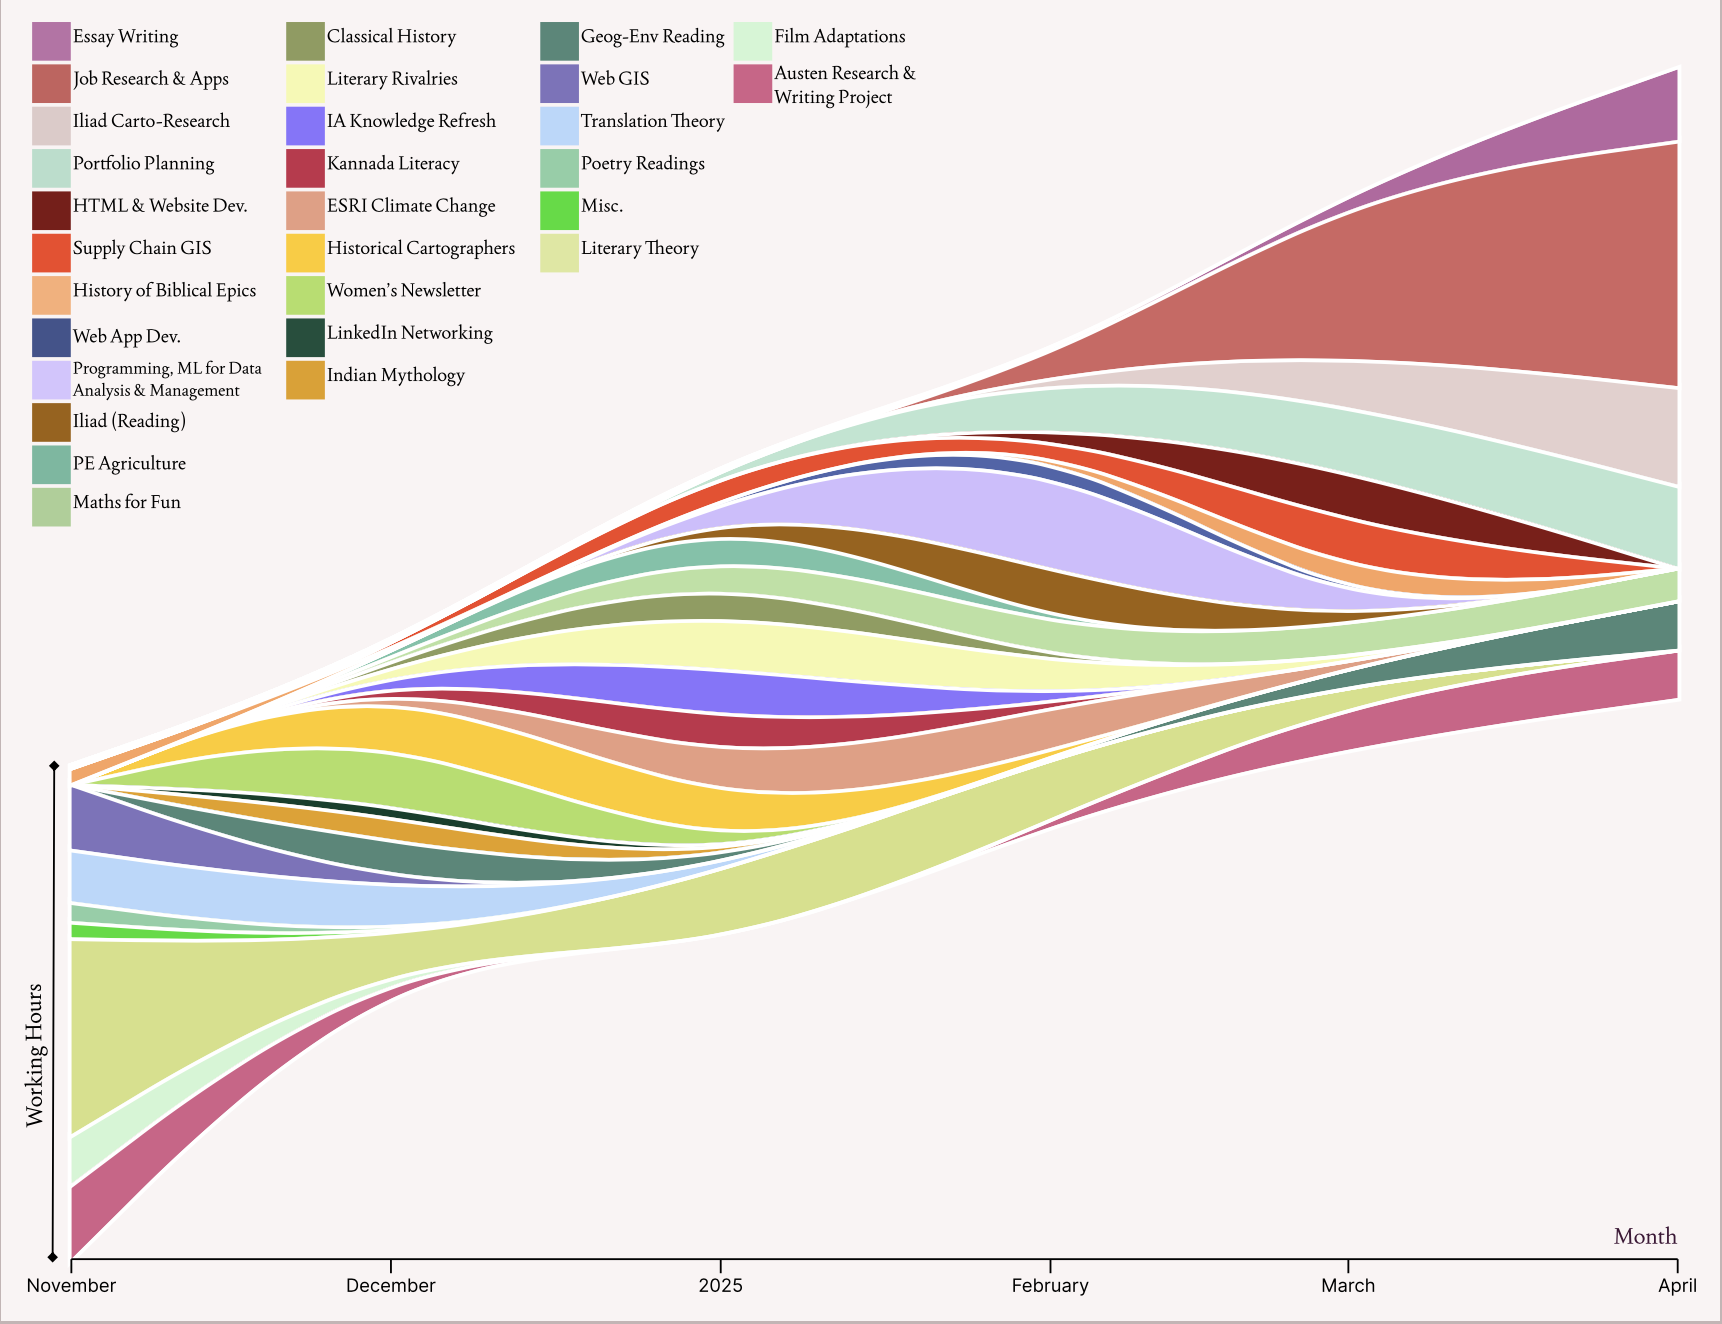 Essay Writing
Job Research & Apps
Iliad Carto-Research
Portfolio Planning
HTML & Website Dev.
Supply Chain GIS
History of Biblical Epics
Web App Dev.
Programming, ML for Data
Analysis & Management
Iliad (Reading)
PE Agriculture
Maths for Fun
Classical History
Literary Rivalries
IA Knowledge Refresh
Kannada Literacy
ESRI Climate Change
Historical Cartographers
Women's Newsletter
LinkedIn Networking
Indian Mythology
Geog-Env Reading
Web GIS
Translation Theory
Poetry Readings
Misc.
Literary Theory
Film Adaptations
Austen Research &
Writing Project
Working Hours
Month
November
December
2025
February
March
April